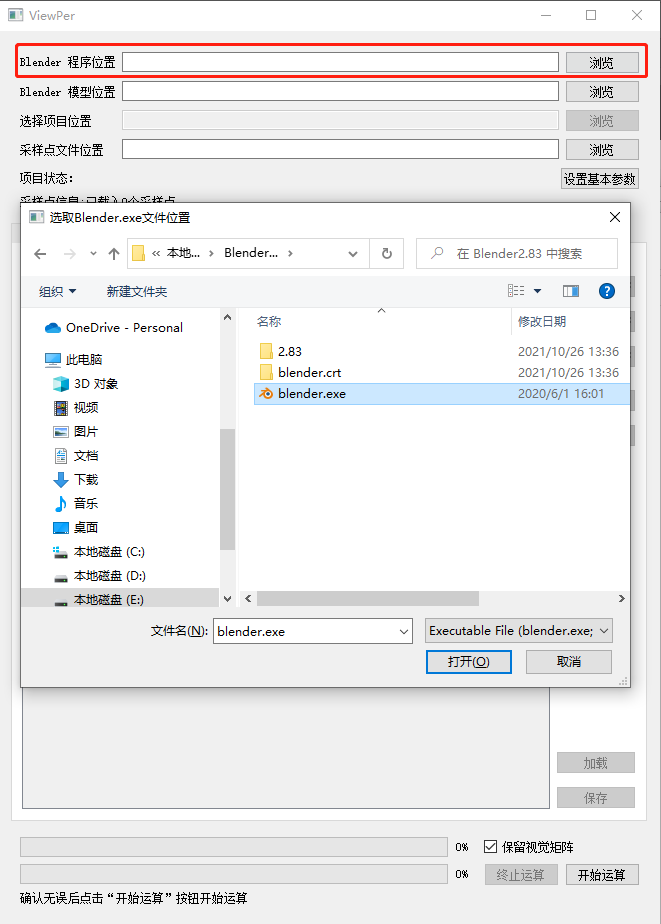 ViewPer
Blender 程序位置 浏览
Blender 模型位置 浏览
选择项目位置 浏览
采样点文件位置 浏览
项目状态: 设置基本参数
采样点信息:已载入0个采样点
选取Blender.exe文件位置
« 本地... › Blender... › 在 Blender2.83 中搜索
组织 新建文件夹
名称 修改日期
OneDrive - Personal
此电脑
3D 对象
视频
图片
文档
下载
音乐
桌面
本地磁盘 (C:)
本地磁盘 (D:)
本地磁盘 (E:)
2.83 2021/10/26 13:36
blender.crt 2021/10/26 13:36
blender.exe 2020/6/1 16:01
文件名(N): blender.exe Executable File (blender.exe;
打开(O) 取消
加载
保存
0% 保留视觉矩阵
0% 终止运算 开始运算
确认无误后点击“开始运算”按钮开始运算